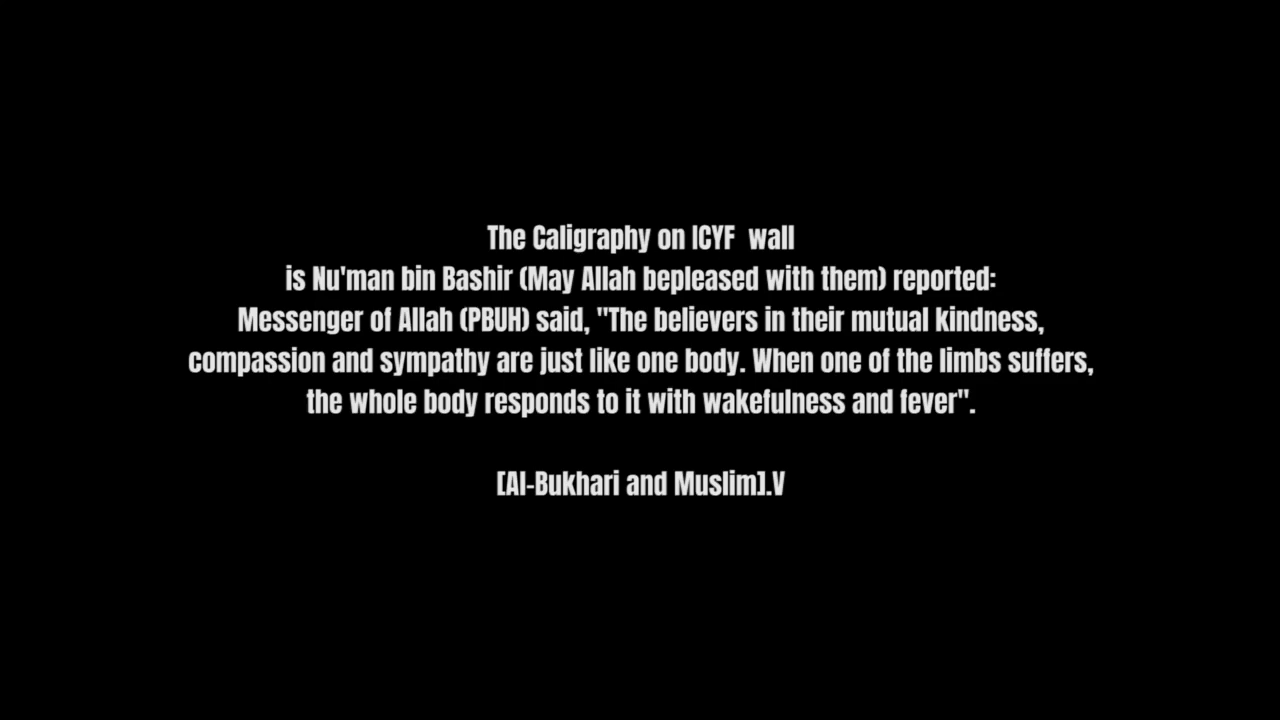 The Caligraphy on ICYF wall
is Nu'man bin Bashir (May Allah bepleased with them) reported:
Messenger of Allah (PBUH) said, "The believers in their mutual kindness,
compassion and sympathy are just like one body. When one of the limbs suffers,
the whole body responds to it with wakefulness and fever".
[Al-Bukhari and Muslim].V